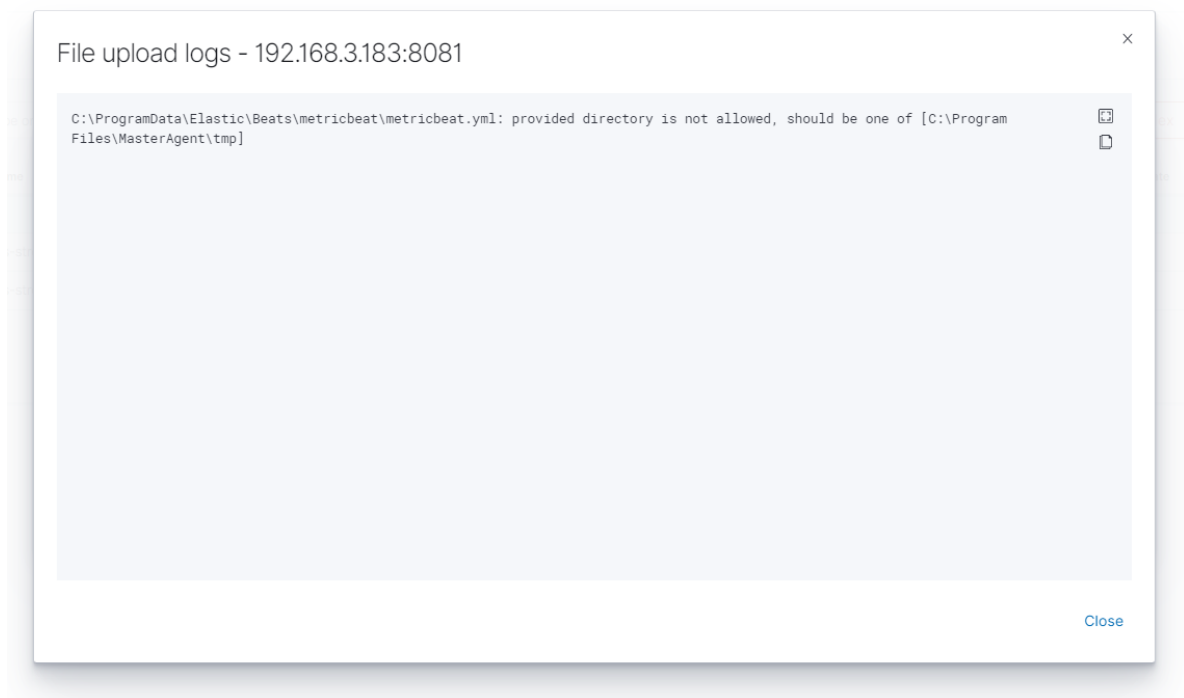 File upload logs - 192.168.3.183:8081
C:\ProgramData\Elastic\Beats\metricbeat\metricbeat.yml: provided directory is not allowed, should be one of [C:\Program
Files\MasterAgent\tmp]
Close